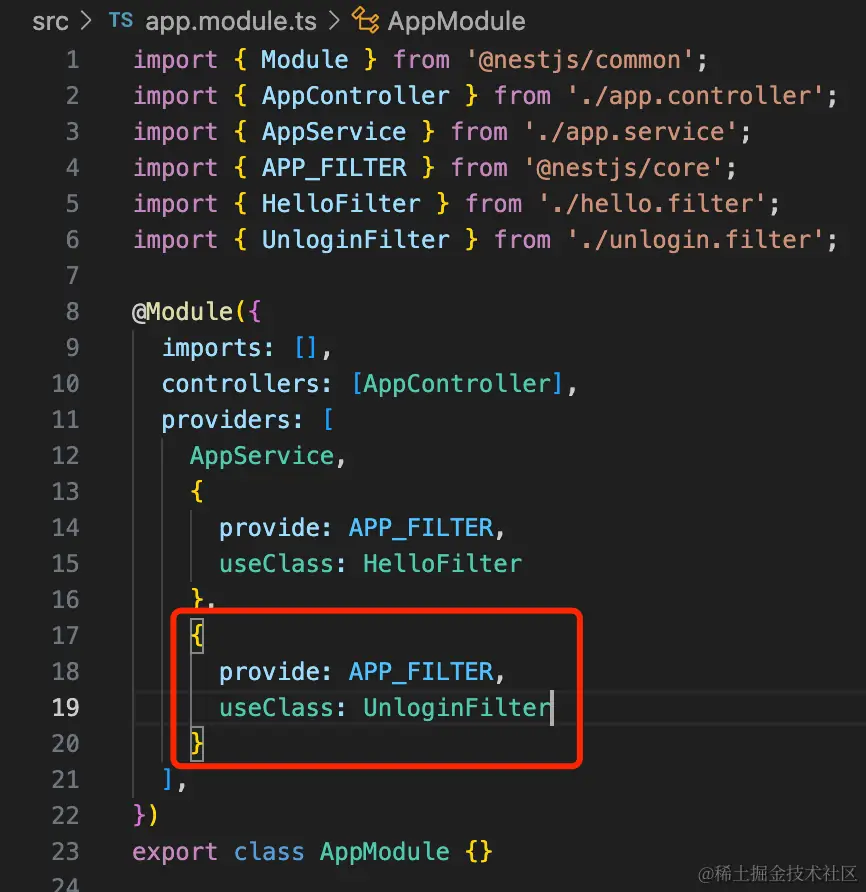 src > TS app.module.ts > AppModule
1 import { Module } from '@nestjs/common';
2 import { AppController } from './app.controller';
3 import { AppService } from './app.service';
4 import { APP_FILTER } from '@nestjs/core';
5 import { HelloFilter } from './hello.filter';
6 import { UnloginFilter } from './unlogin.filter';
7
8 @Module({
9   imports: [],
10   controllers: [AppController],
11   providers: [
12     AppService,
13     {
14       provide: APP_FILTER,
15       useClass: HelloFilter
16     },
17     {
18       provide: APP_FILTER,
19       useClass: UnloginFilter
20     }
21   ],
22 })
23 export class AppModule {}
24
@稀土掘金技术社区